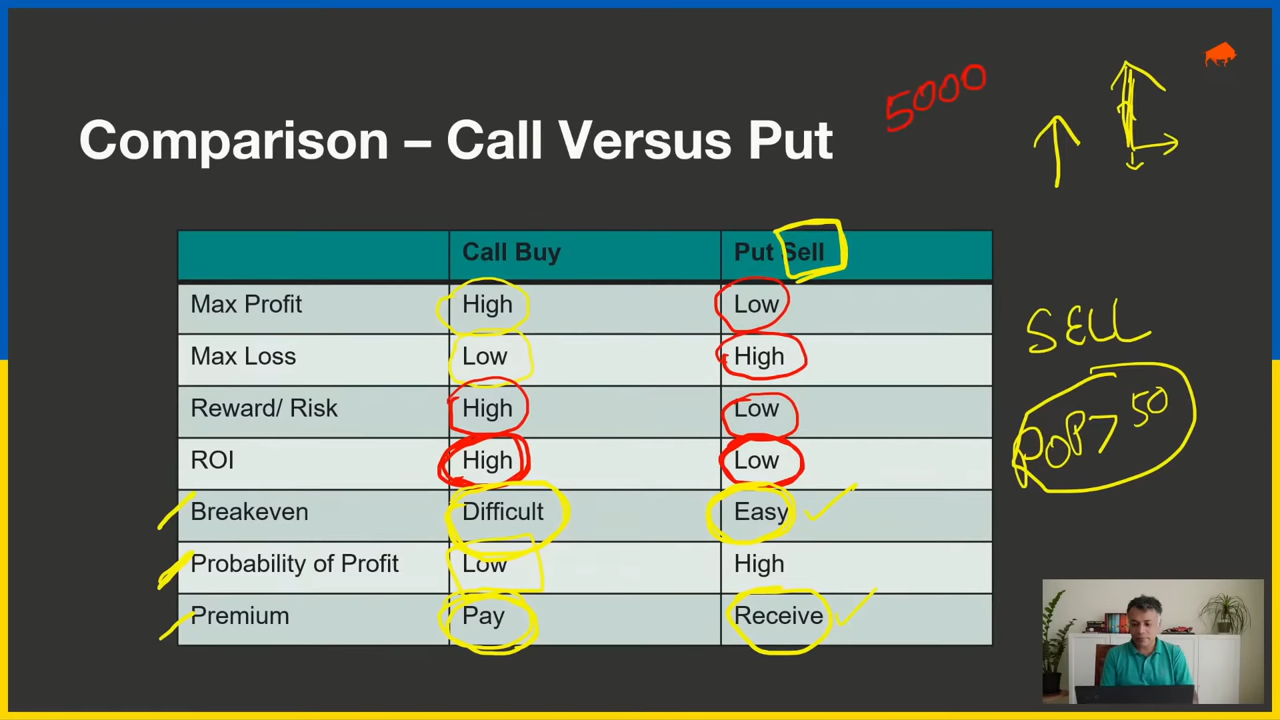 5000
Comparison – Call Versus Put
Call Buy Put Sell
Max Profit High Low
Max Loss Low High
Reward/ Risk High Low
ROI High Low
Breakeven Difficult Easy
Probability of Profit Low High
Premium Pay Receive
SELL
POP > 50